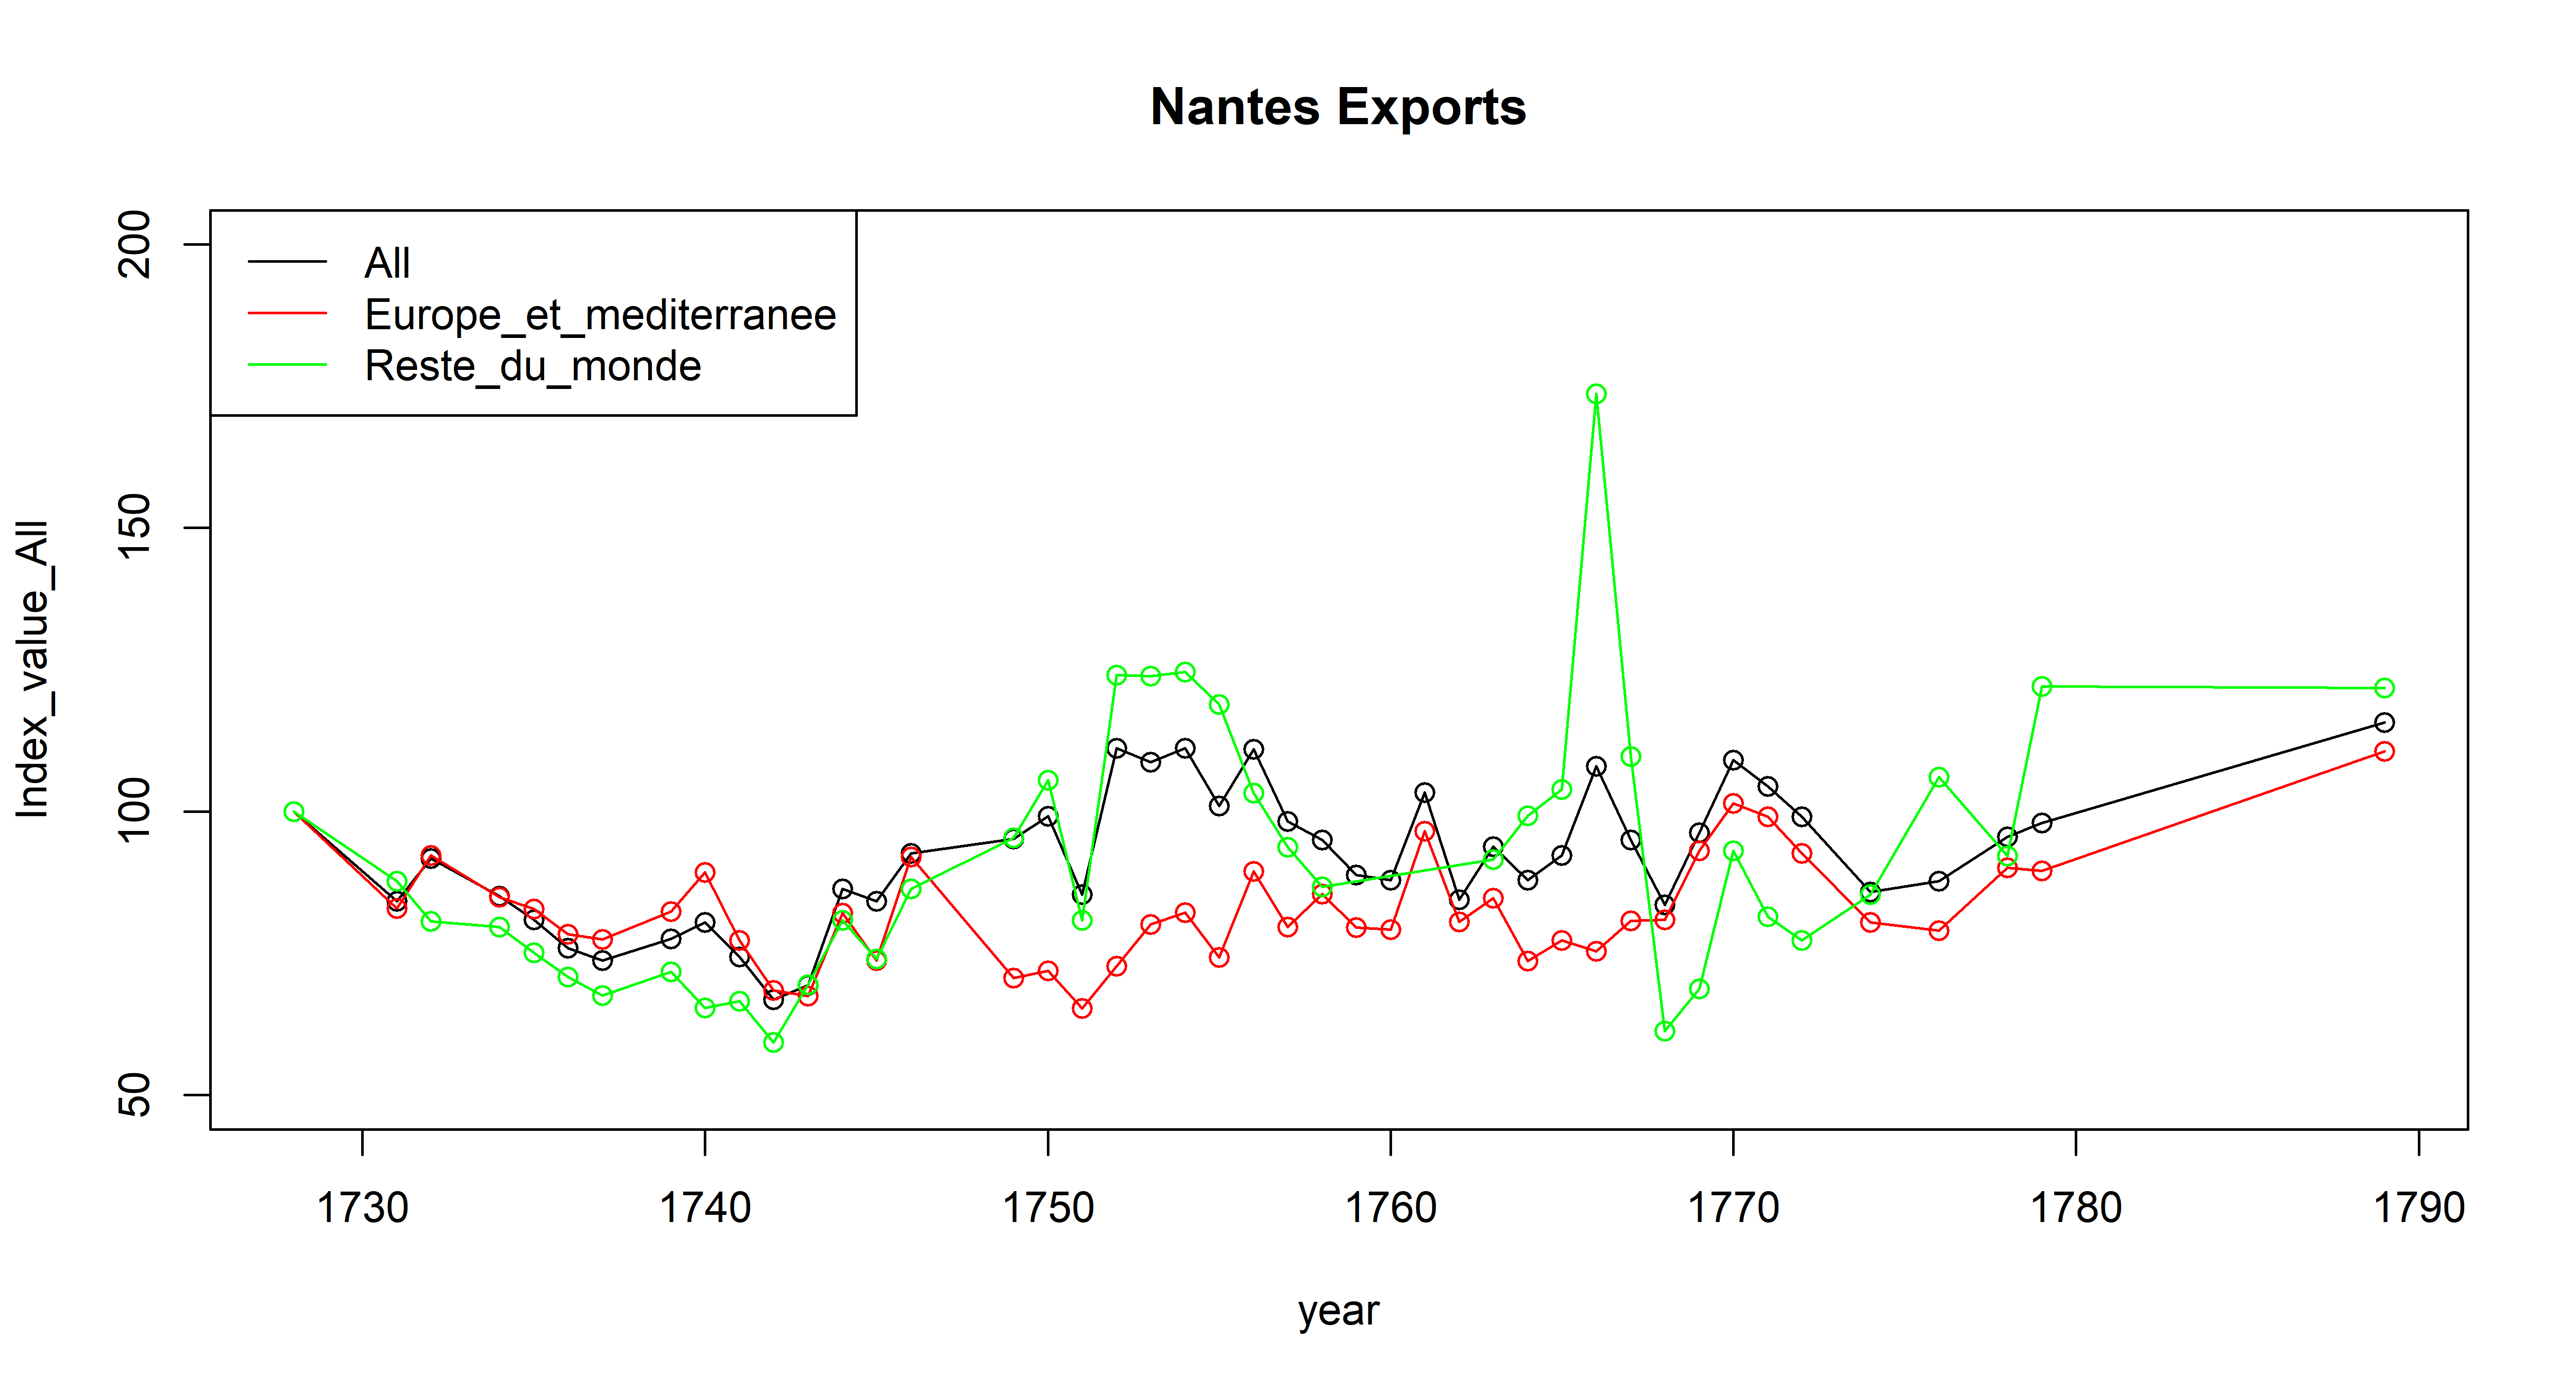 Nantes Exports
All
Europe_et_mediterranee
Reste_du_monde
Index_value_All
200
150
100
50
1730 1740 1750 1760 1770 1780 1790
year